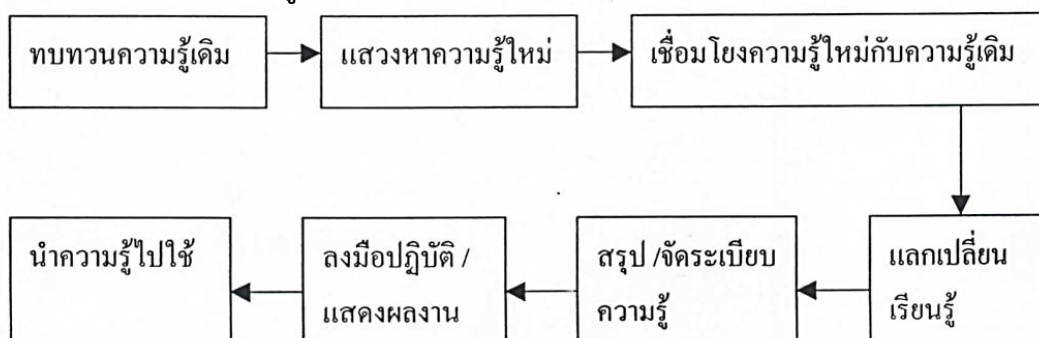 ทบทวนความรู้เดิม
แสวงหาความรู้ใหม่
เชื่อมโยงความรู้ใหม่กับความรู้เดิม
แลกเปลี่ยน
เรียนรู้
สรุป /จัดระเบียบ
ความรู้
ลงมือปฏิบัติ /
แสดงผลงาน
นำความรู้ไปใช้